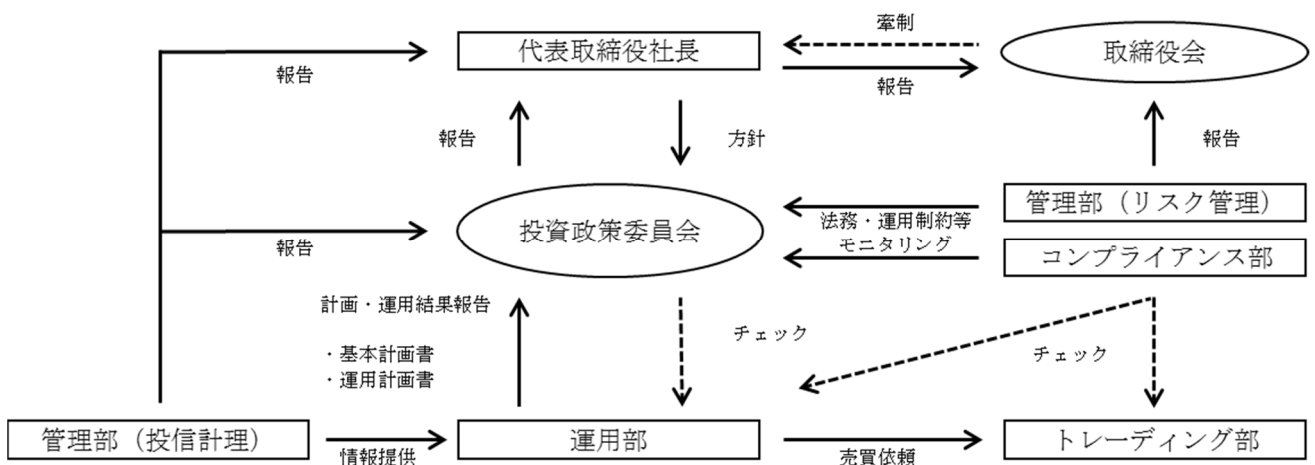 牽制
代表取締役社長
取締役会
報告
報告
報告
方針
報告
管理部（リスク管理）
投資政策委員会
法務・運用制約等
モニタリング
報告
コンプライアンス部
計画・運用結果報告
チェック
チェック
・基本計画書
・運用計画書
管理部（投信計理）
運用部
トレーディング部
情報提供
売買依頼